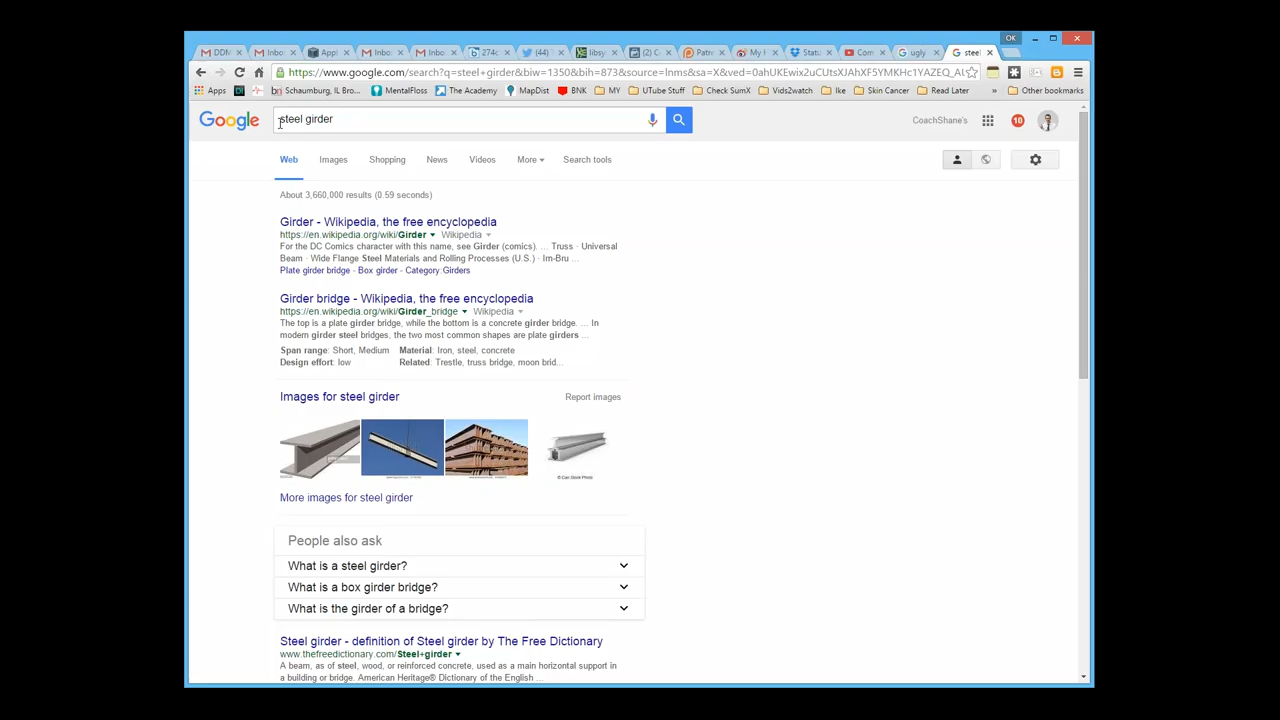 OK
DDM
Inbo
Appl
Inbo
Inbo
274c
(44)
libsy
(2) C
Patre
My H
Statu
Com
ugly
steel
https://www.google.com/search?q=steel+girder&biw=1350&bih=873&source=lnms&sa=X&ved=0ahUKEwix2uCUtsXJAhXF5YMKHc1YAZEQ_AU
Apps
Schaumburg, IL Bro...
MentalFloss
The Academy
MapDist
BNK
MY
UTube Stuff
Check SumX
Vids2watch
Ike
Skin Cancer
Read Later
»
Other bookmarks
Google
steel girder
CoachShane's
10
Web
Images
Shopping
News
Videos
More
Search tools
About 3,660,000 results (0.59 seconds)
Girder - Wikipedia, the free encyclopedia
https://en.wikipedia.org/wiki/Girder Wikipedia
For the DC Comics character with this name, see Girder (comics). ... Truss · Universal
Beam · Wide Flange Steel Materials and Rolling Processes (U.S.) · Im-Bru ...
Plate girder bridge - Box girder - Category:Girders
Girder bridge - Wikipedia, the free encyclopedia
https://en.wikipedia.org/wiki/Girder_bridge Wikipedia
The top is a plate girder bridge, while the bottom is a concrete girder bridge. ... In
modern girder steel bridges, the two most common shapes are plate girders ...
Span range: Short, Medium Material: Iron, steel, concrete
Design effort: low Related: Trestle, truss bridge, moon brid...
Images for steel girder
Report images
© Can Stock Photo
More images for steel girder
People also ask
What is a steel girder?
What is a box girder bridge?
What is the girder of a bridge?
Steel girder - definition of Steel girder by The Free Dictionary
www.thefreedictionary.com/Steel+girder
A beam, as of steel, wood, or reinforced concrete, used as a main horizontal support in
a building or bridge. American Heritage® Dictionary of the English ...